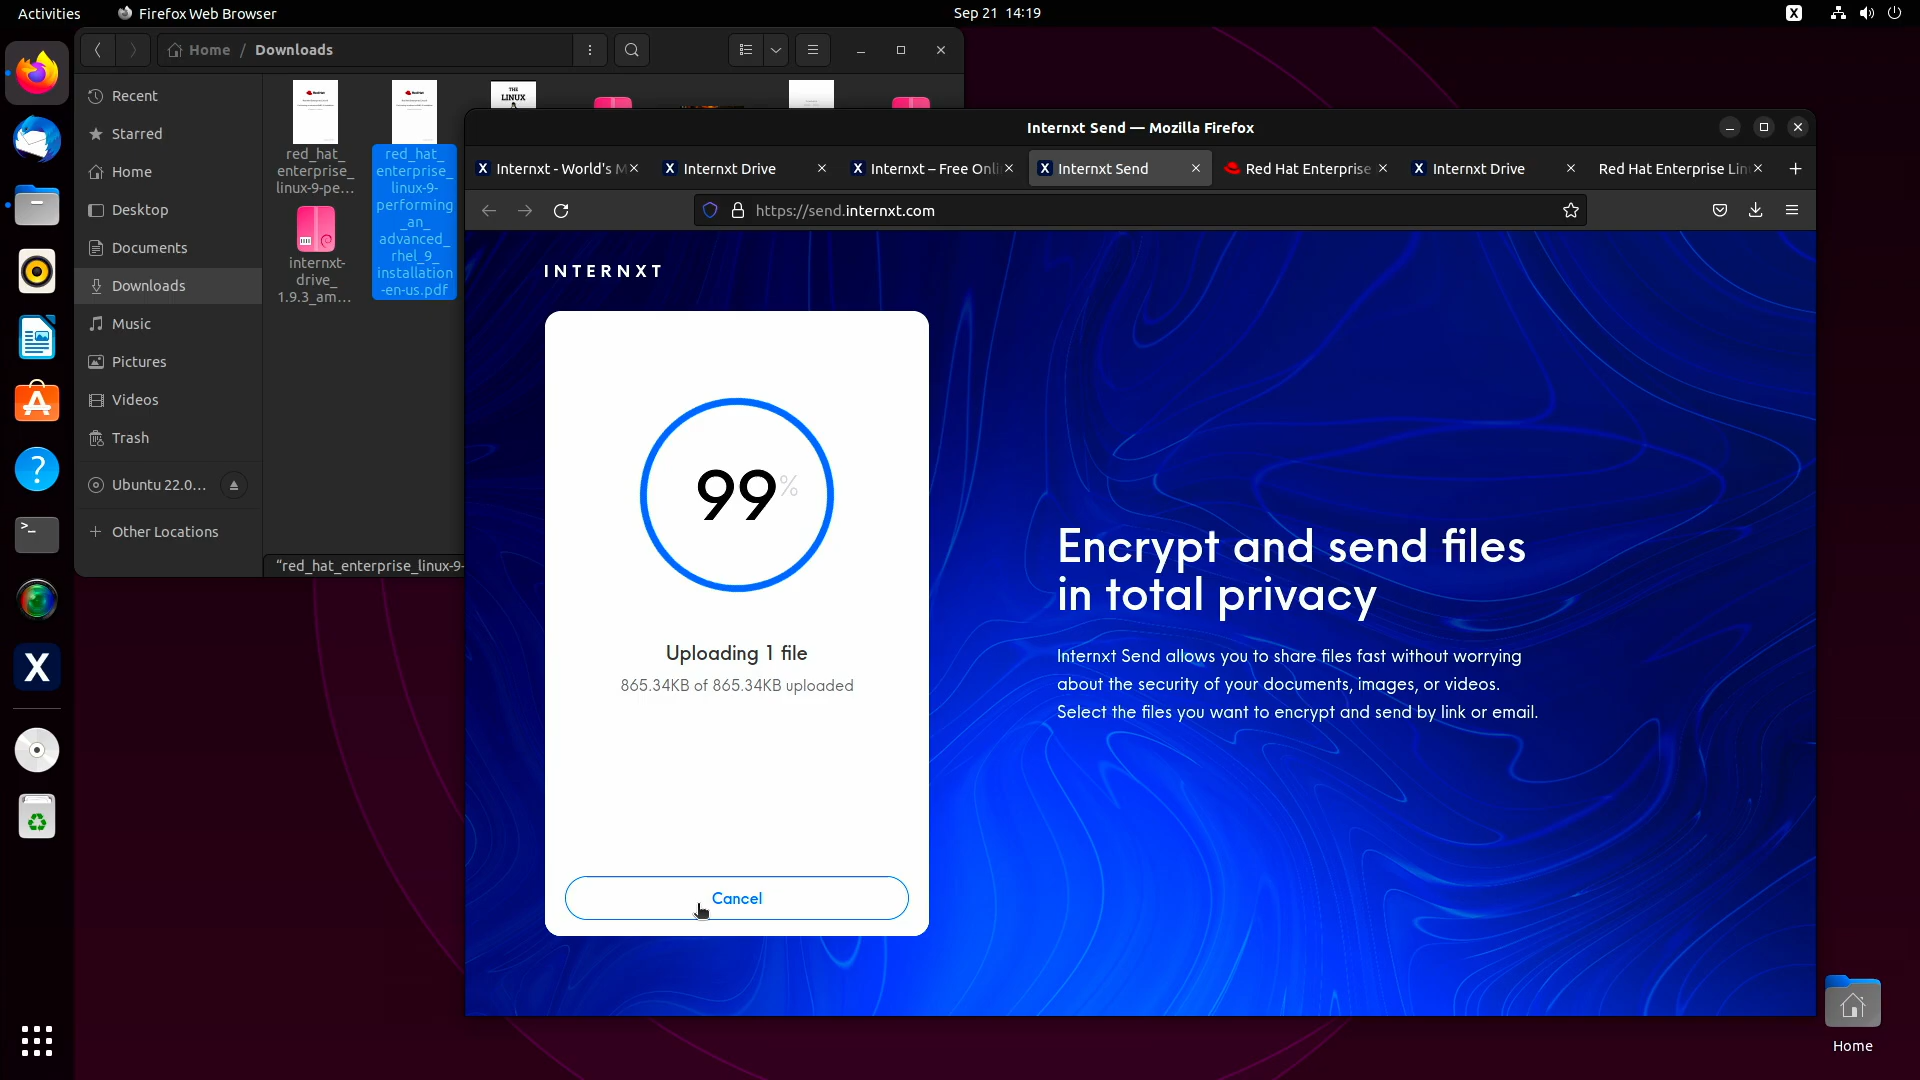 Activities
Firefox Web Browser
Sep 21 14:19
X
Home / Downloads
Recent
Starred
Home
Desktop
Documents
Downloads
Music
Pictures
Videos
Trash
Ubuntu 22.0...
Other Locations
red_hat_
enterprise_
linux-9-pe...
internxt-
drive_
1.9.3_am...
red_hat_
enterprise_
linux-9-
performing
_an_
advanced_
rhel_9_
installation
-en-us.pdf
THE
LINUX
"red_hat_enterprise_linux-9-
Internxt Send — Mozilla Firefox
Internxt - World's M
Internxt Drive
Internxt – Free Onli
Internxt Send
Red Hat Enterprise
Internxt Drive
Red Hat Enterprise Lin
https://send.internxt.com
INTERNXT
99%
Uploading 1 file
865.34KB of 865.34KB uploaded
Cancel
Encrypt and send files
in total privacy
Internxt Send allows you to share files fast without worrying
about the security of your documents, images, or videos.
Select the files you want to encrypt and send by link or email.
X
Home